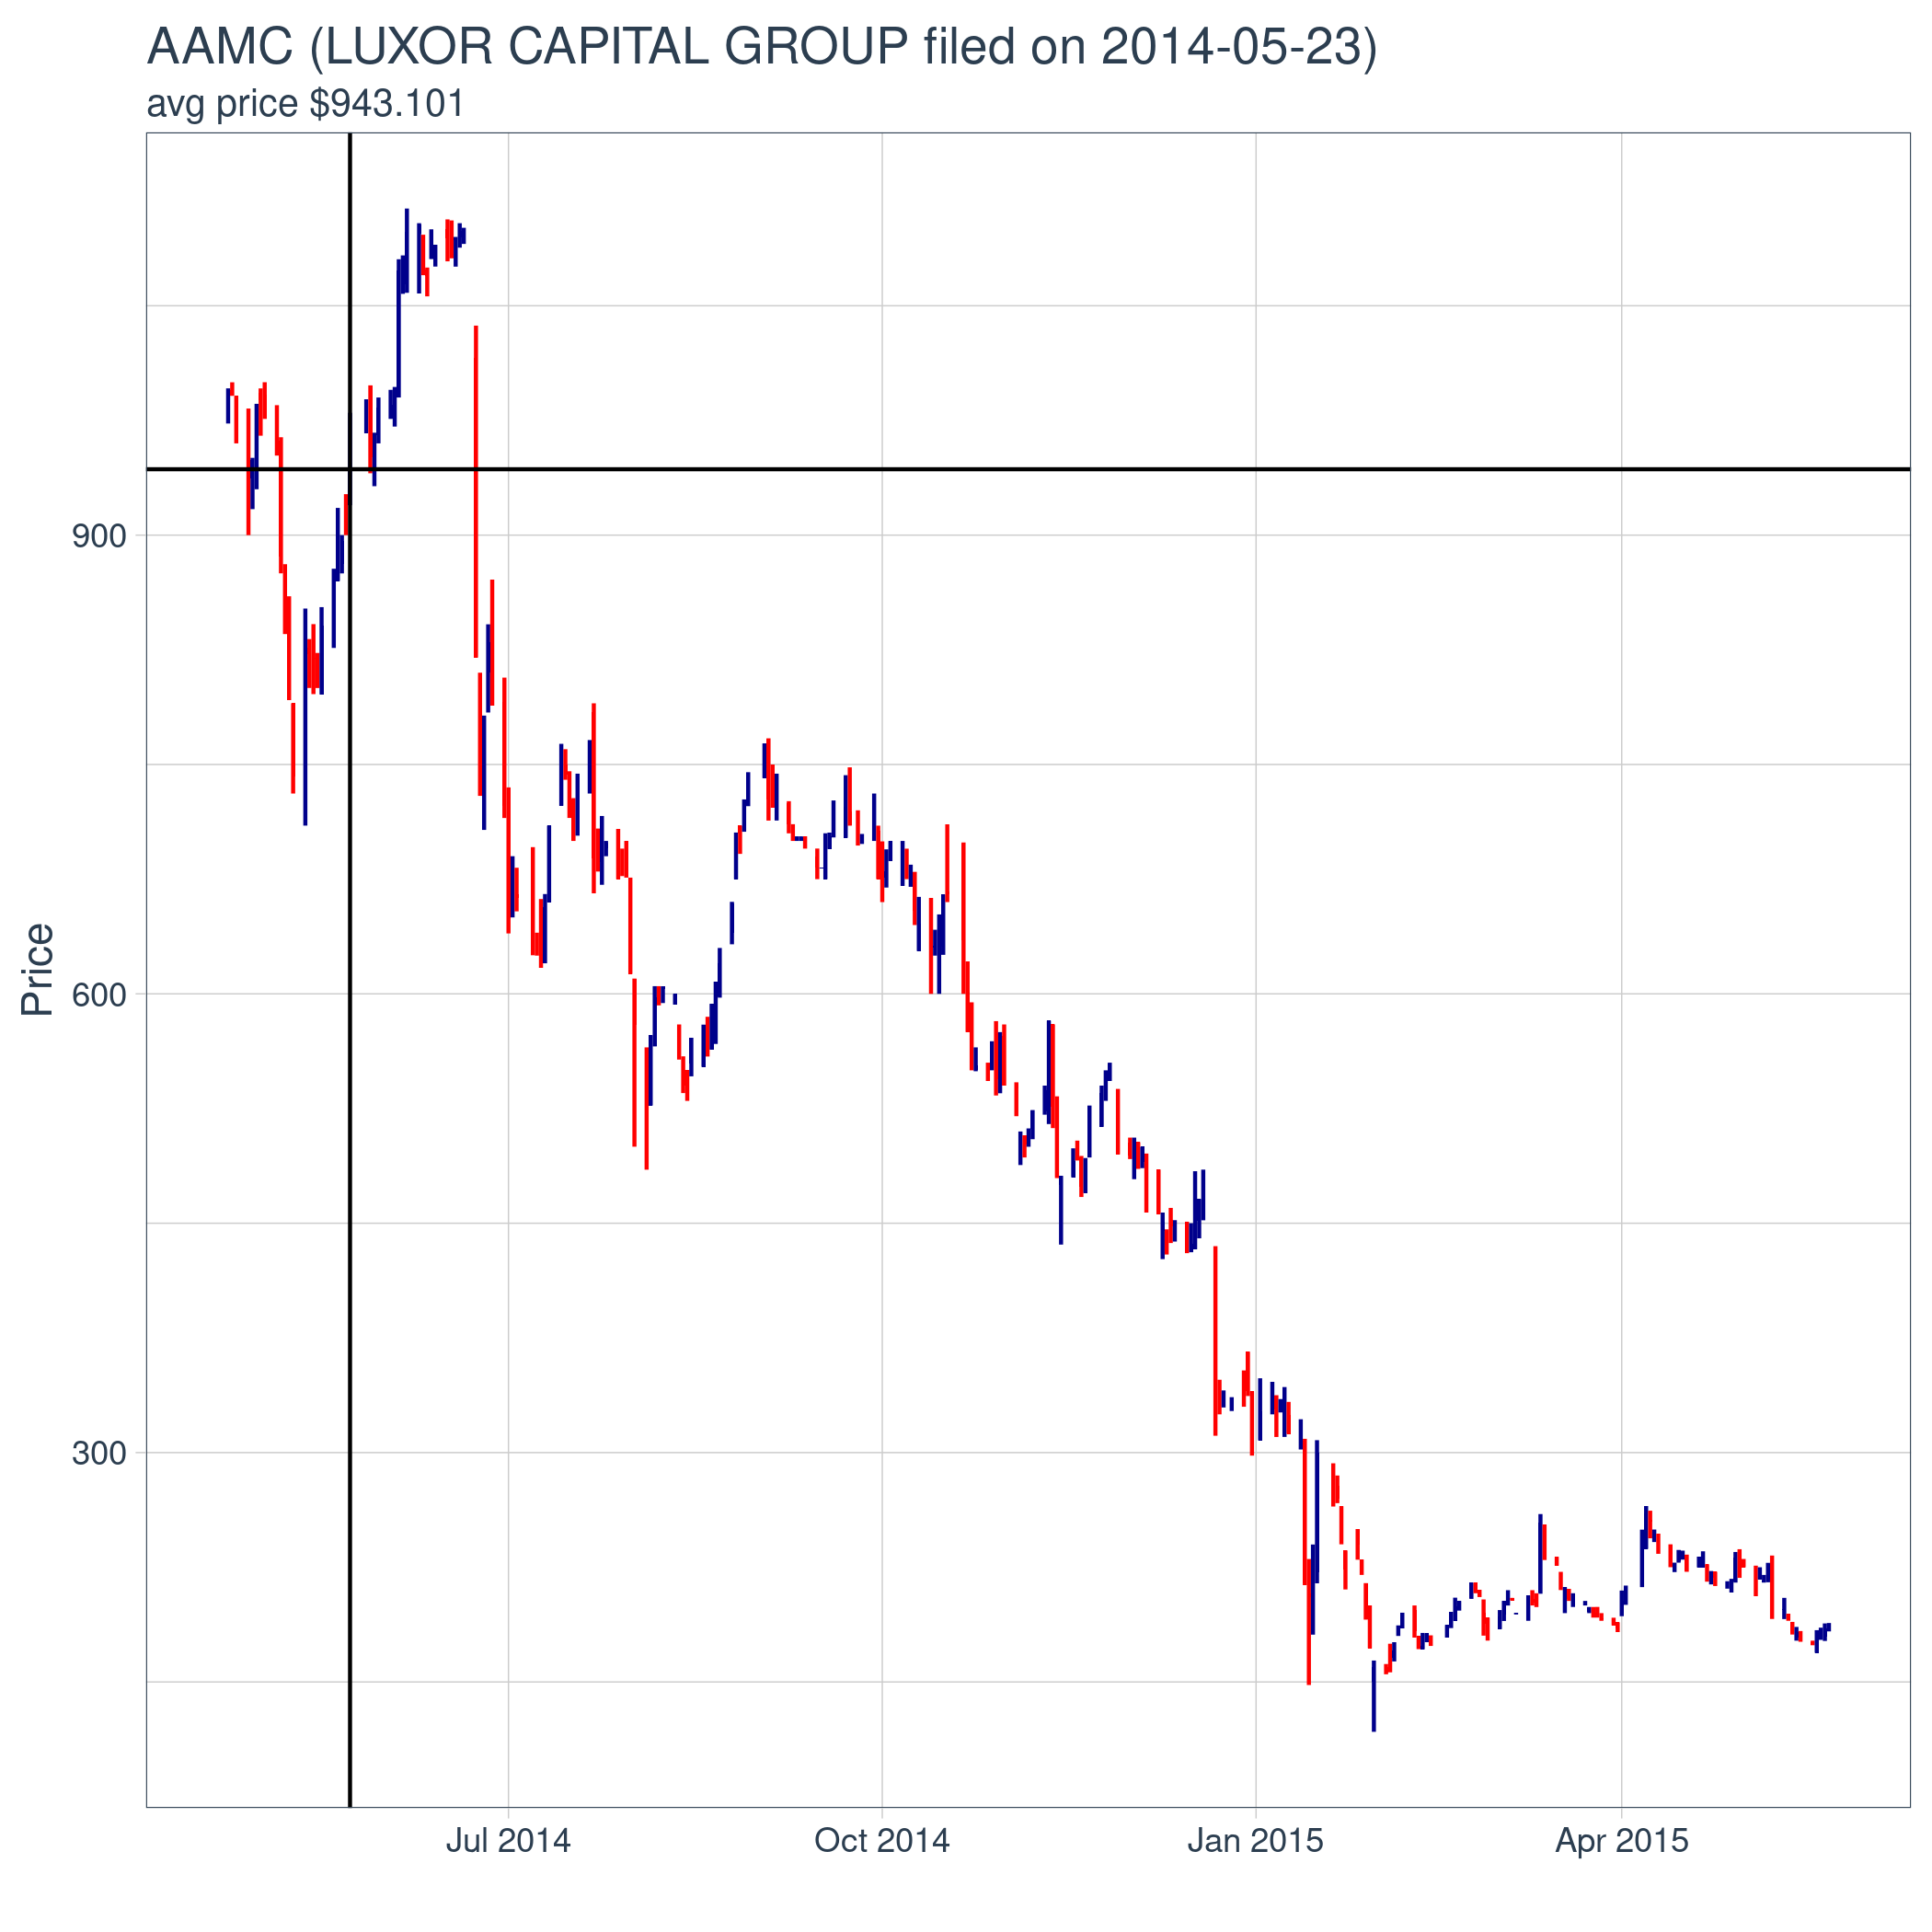 AAMC (LUXOR CAPITAL GROUP filed on 2014-05-23)
avg price $943.101
Price
900
600
300
Jul 2014
Oct 2014
Jan 2015
Apr 2015